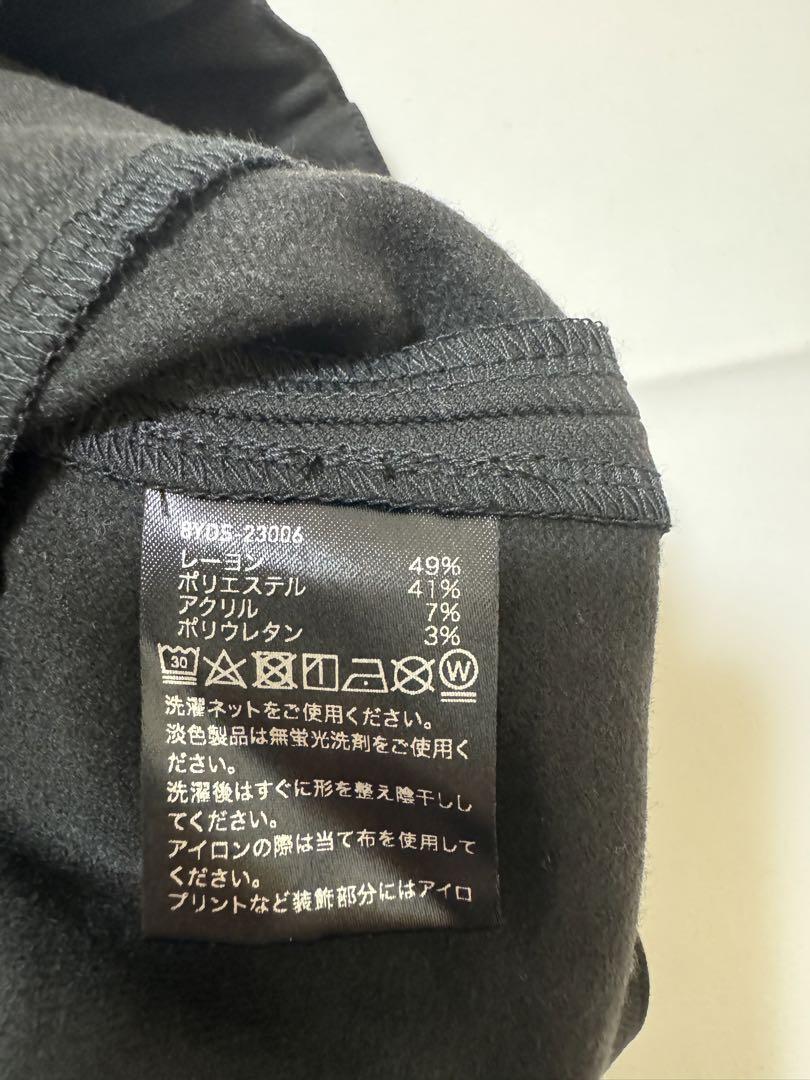 BYDS-23006
レーヨン 49%
ポリエステル 41%
アクリル 7%
ポリウレタン 3%
30 W
洗濯ネットをご使用ください。
淡色製品は無蛍光洗剤をご使用く
ださい。
洗濯後はすぐに形を整え陰干しし
てください。
アイロンの際は当て布を使用して
ください。
プリントなど装飾部分にはアイロ